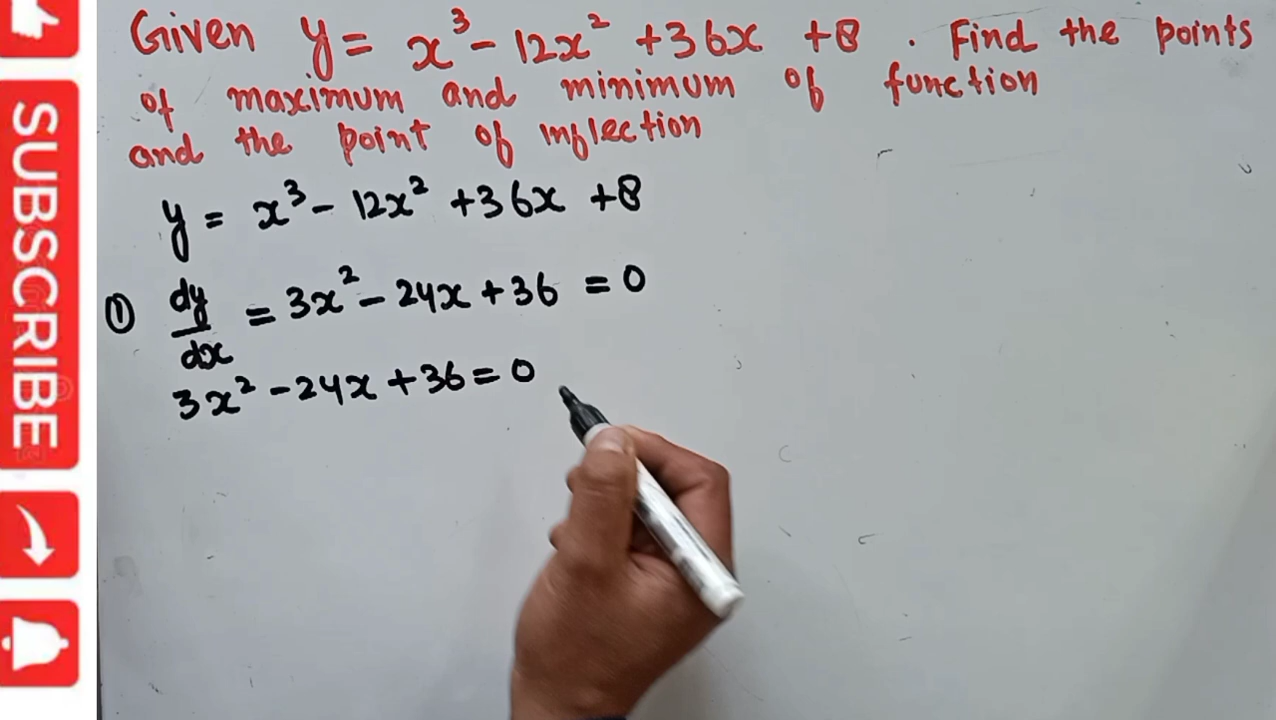 Given y = x³ - 12x² + 36x + 8 . Find the points
of maximum and minimum of function
and the point of inflection
y = x³ - 12x² + 36x + 8
① dy/dx = 3x² - 24x + 36 = 0
3x² - 24x + 36 = 0
SUBSCRIBE